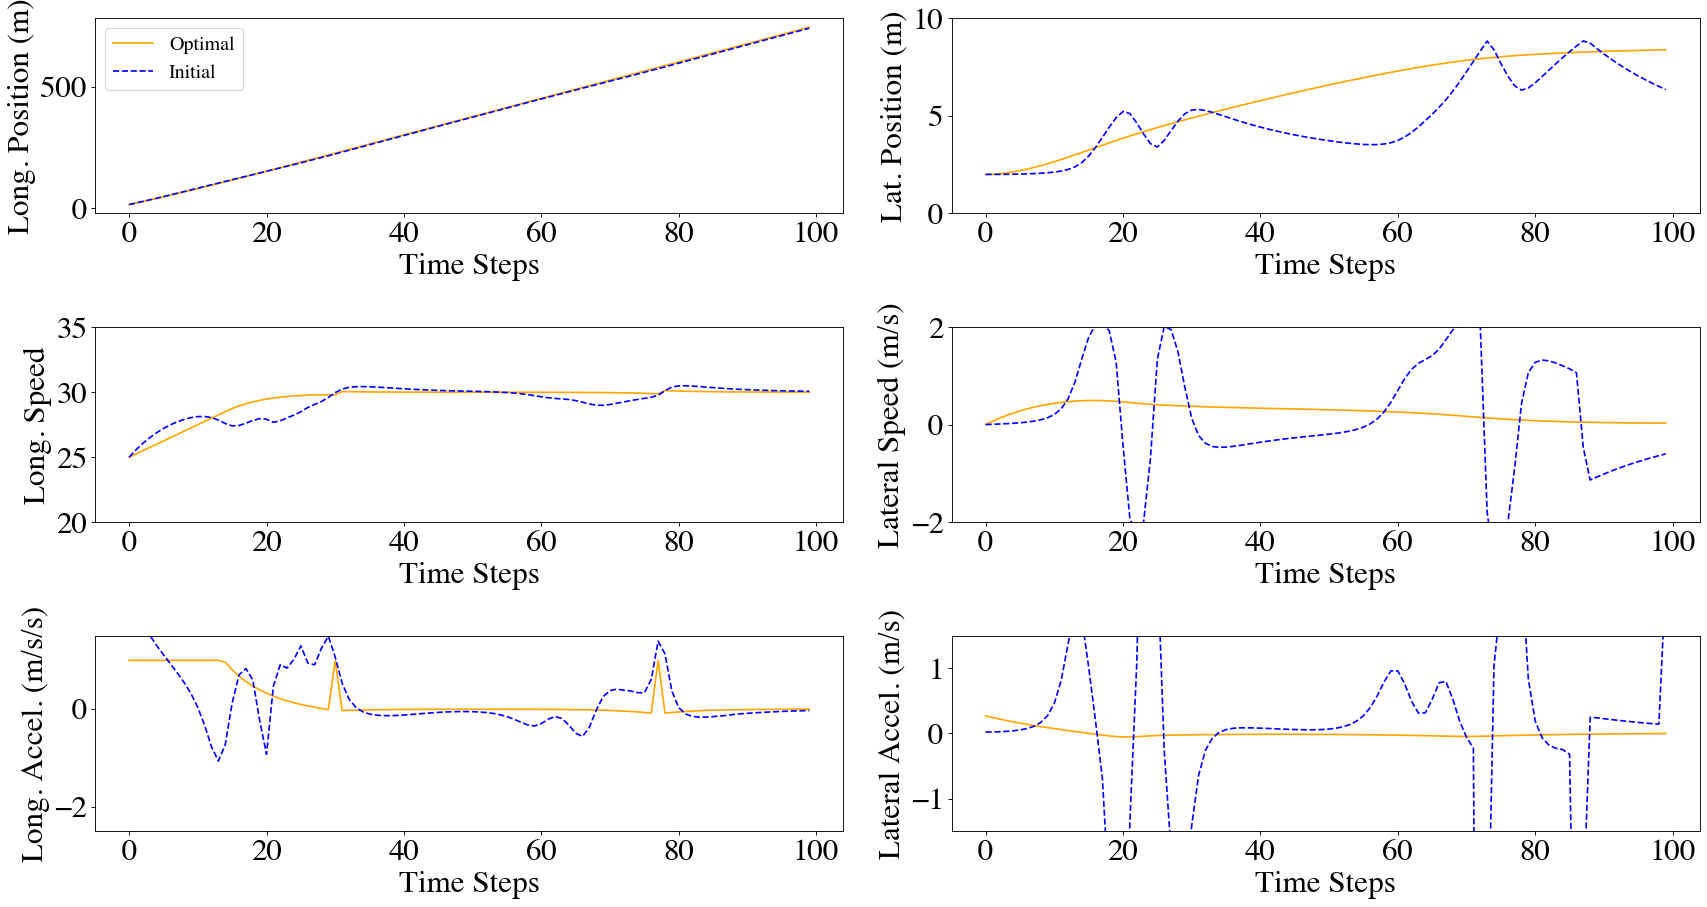 Long. Position (m)
500
0
Optimal
Initial
0 20 40 60 80 100
Time Steps
Lat. Position (m)
10
5
0
0 20 40 60 80 100
Time Steps
Long. Speed
35
30
25
20
0 20 40 60 80 100
Time Steps
Lateral Speed (m/s)
2
0
−2
0 20 40 60 80 100
Time Steps
Long. Accel. (m/s/s)
0
−2
0 20 40 60 80 100
Time Steps
Lateral Accel. (m/s)
1
0
−1
0 20 40 60 80 100
Time Steps